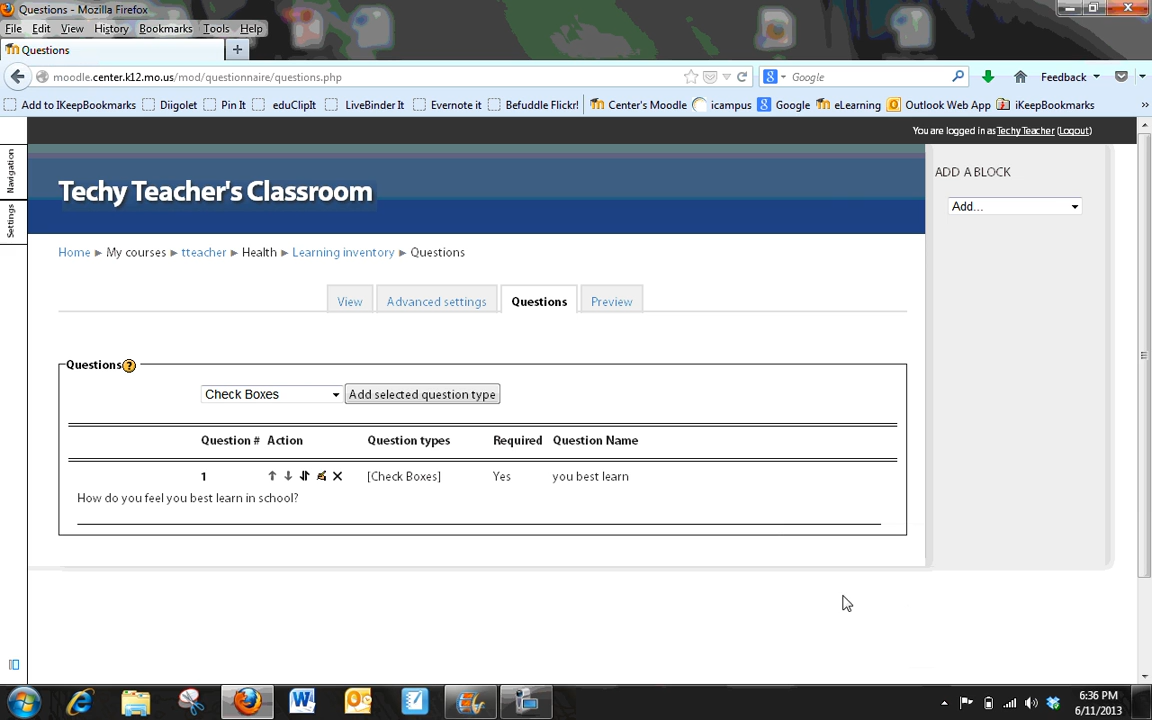 Questions - Mozilla Firefox
File Edit View History Bookmarks Tools Help
Questions
moodle.center.k12.mo.us/mod/questionnaire/questions.php
Google
Feedback
Add to IKeepBookmarks Diigolet Pin It eduClipIt LiveBinder It Evernote it Befuddle Flickr! Center's Moodle icampus Google eLearning Outlook Web App iKeepBookmarks »
You are logged in as Techy Teacher (Logout)
Navigation
Settings
Techy Teacher's Classroom
ADD A BLOCK
Add...
Home ► My courses ► tteacher ► Health ► Learning inventory ► Questions
View Advanced settings Questions Preview
Questions ?
Check Boxes Add selected question type
Question # Action Question types Required Question Name
1 [Check Boxes] Yes you best learn
How do you feel you best learn in school?
6:36 PM
6/11/2013